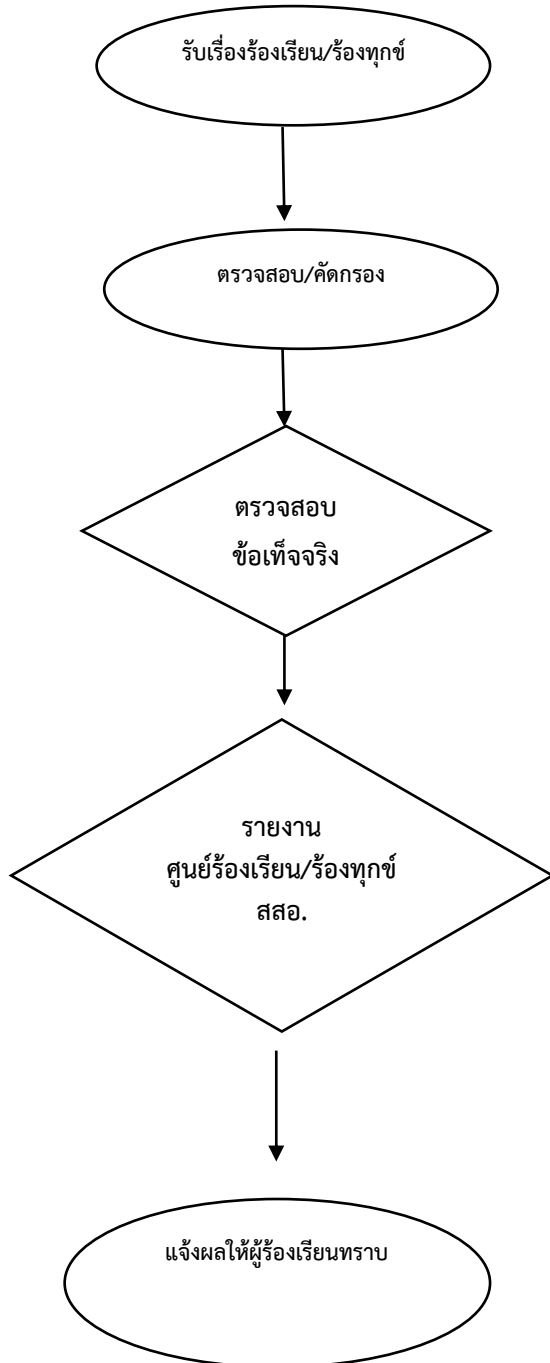 รับเรื่องร้องเรียน/ร้องทุกข์
ตรวจสอบ/คัดกรอง
ตรวจสอบ
ข้อเท็จจริง
รายงาน
ศูนย์ร้องเรียน/ร้องทุกข์
สสอ.
แจ้งผลให้ผู้ร้องเรียนทราบ